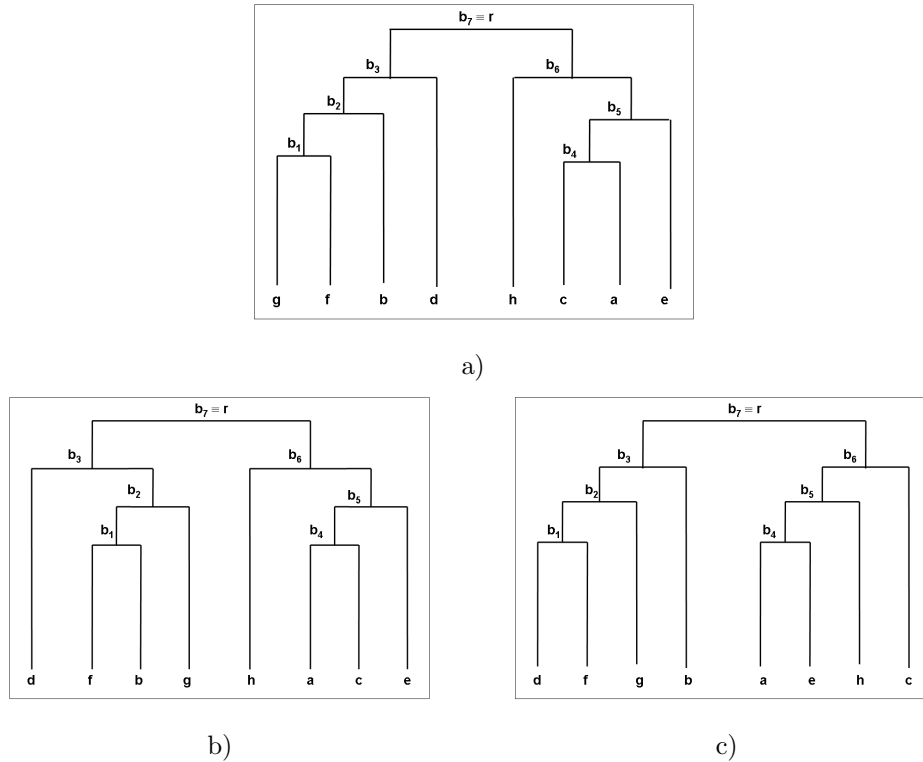 b₇ ≡ r
b₃ b₆
b₂ b₅
b₁ b₄
g f b d h c a e
a)
b₇ ≡ r
b₃ b₆
b₂ b₅
b₁ b₄
d f b g h a c e
b)
b₇ ≡ r
b₃ b₆
b₂ b₅
b₁ b₄
d f g b a e h c
c)